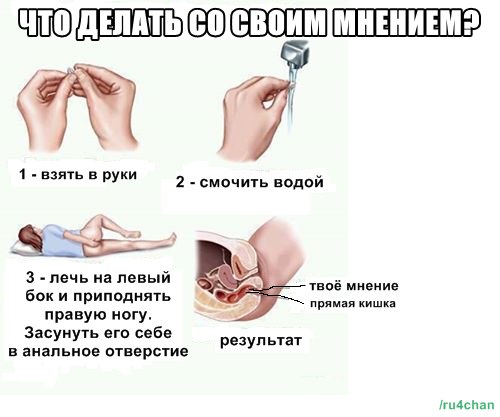 ЧТО ДЕЛАТЬ СО СВОИМ МНЕНИЕМ?
1 - взять в руки
2 - смочить водой
3 - лечь на левый
бок и приподнять
правую ногу.
Засунуть его себе
в анальное отверстие
твоё мнение
прямая кишка
результат
/ru4chan